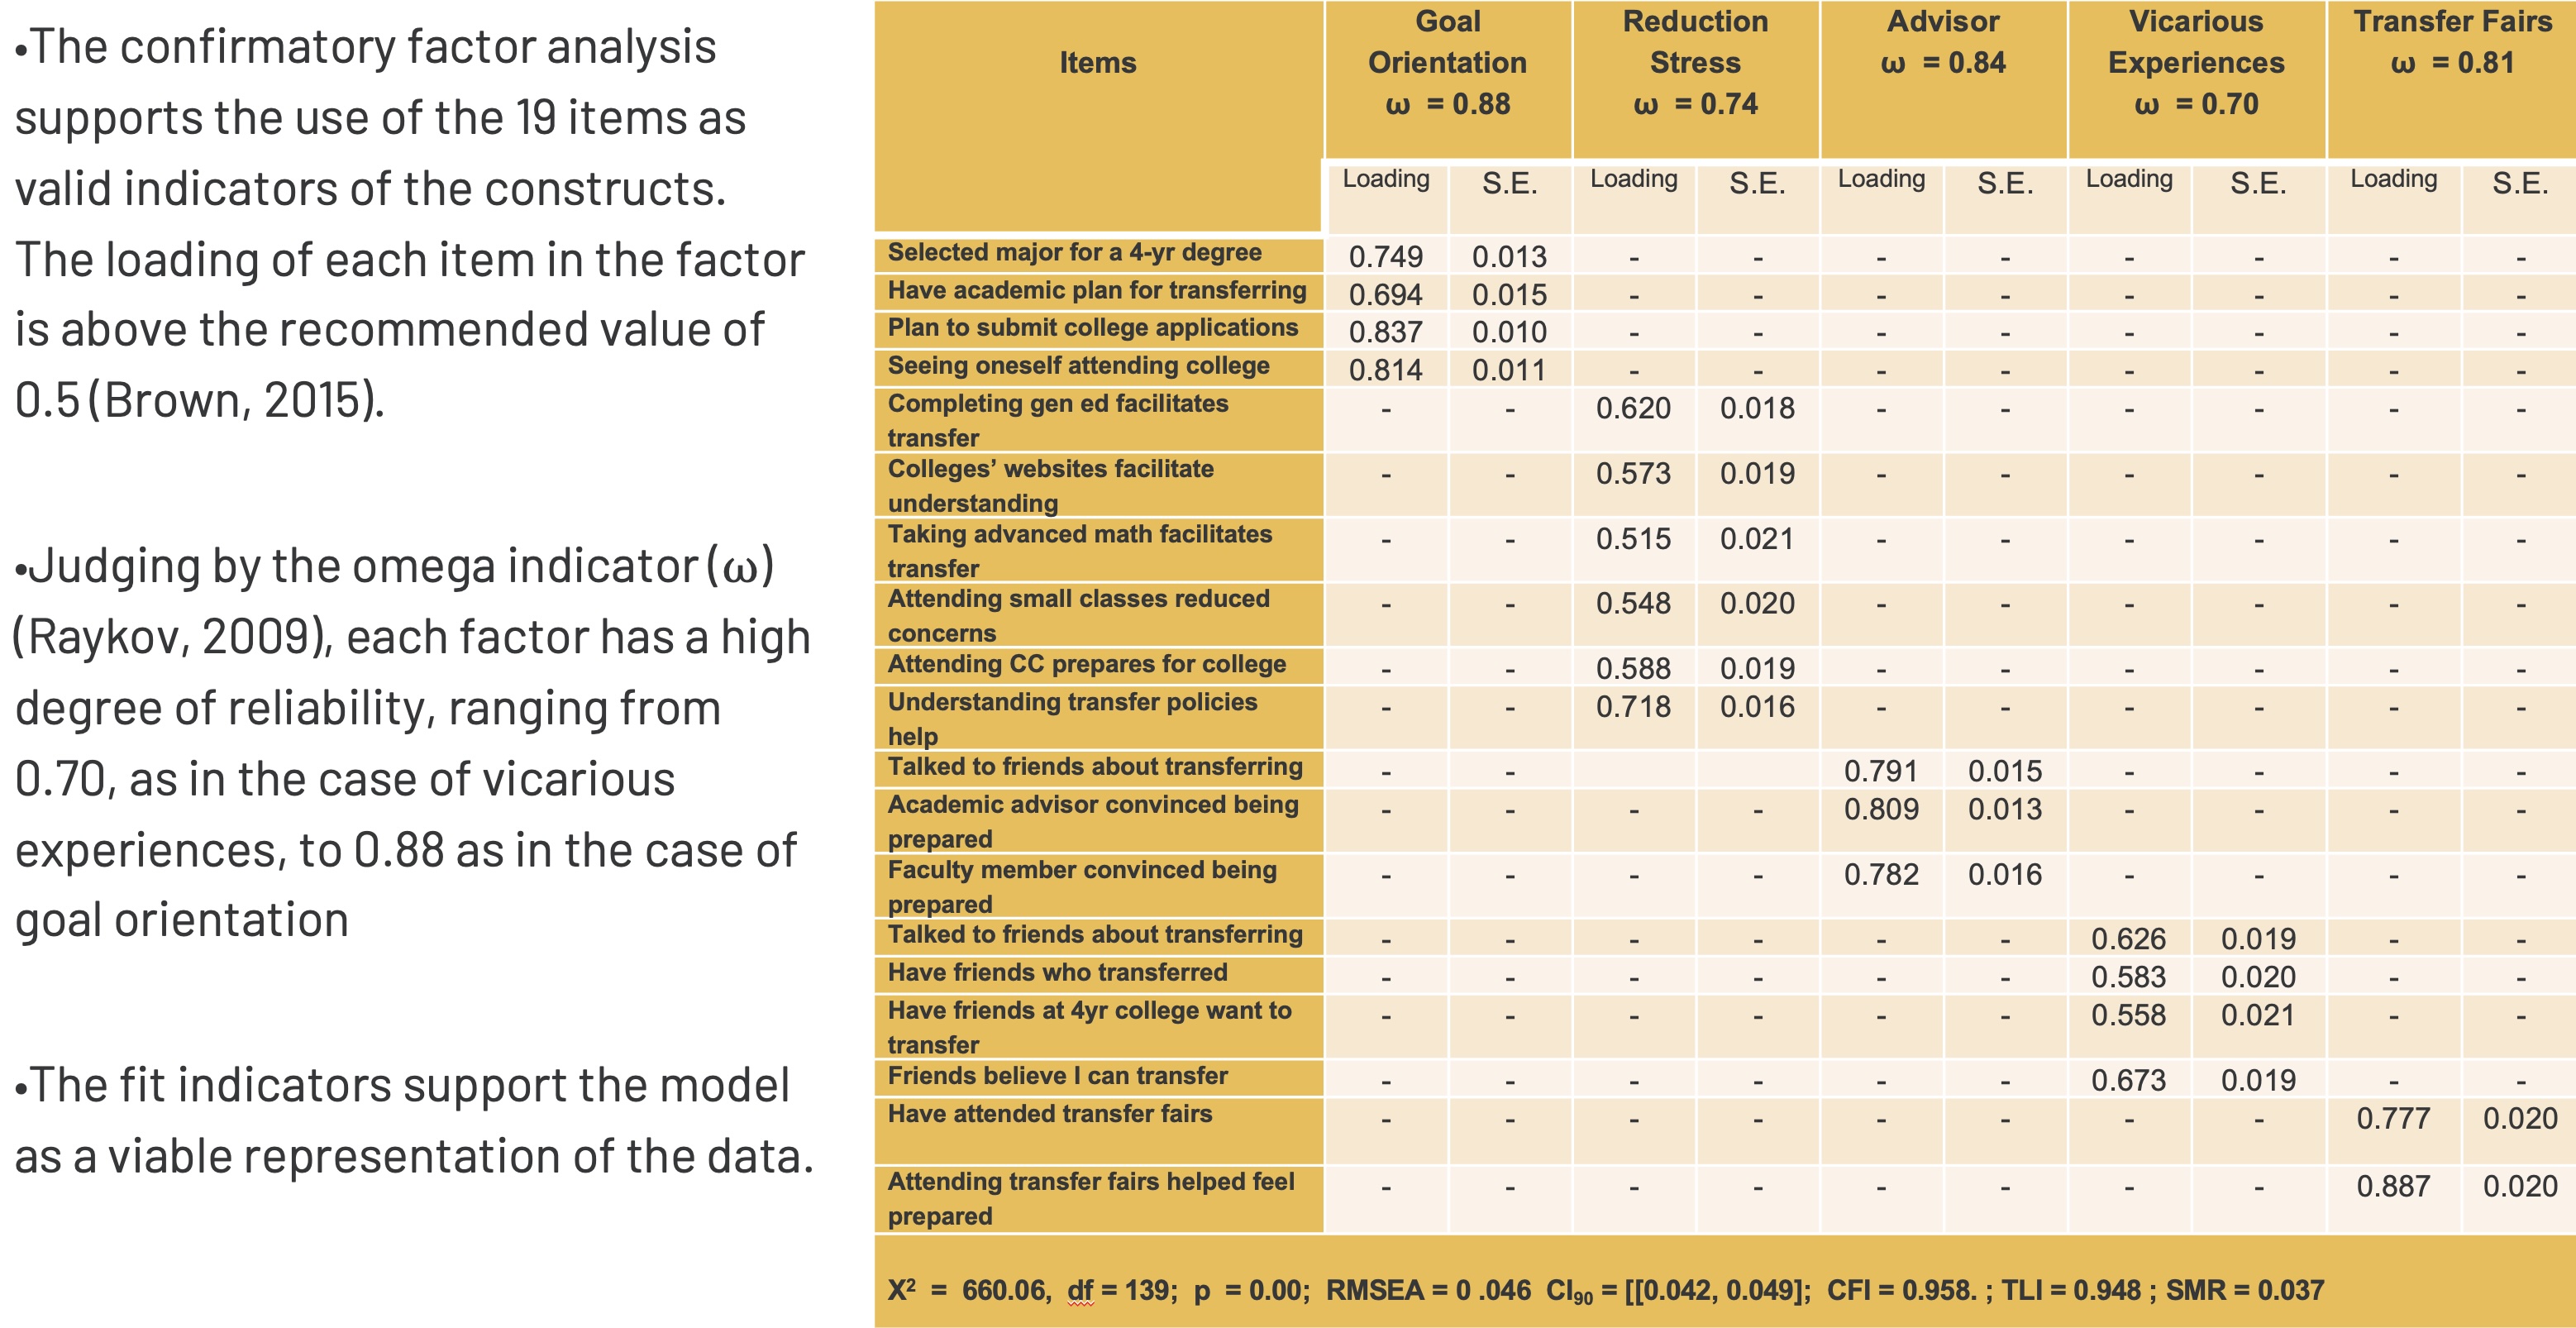 •The confirmatory factor analysis
supports the use of the 19 items as
valid indicators of the constructs.
The loading of each item in the factor
is above the recommended value of
0.5 (Brown, 2015).
•Judging by the omega indicator (ω)
(Raykov, 2009), each factor has a high
degree of reliability, ranging from
0.70, as in the case of vicarious
experiences, to 0.88 as in the case of
goal orientation
•The fit indicators support the model
as a viable representation of the data.
Items
Goal
Orientation
ω = 0.88
Reduction
Stress
ω = 0.74
Advisor
ω = 0.84
Vicarious
Experiences
ω = 0.70
Transfer Fairs
ω = 0.81
Loading S.E. Loading S.E. Loading S.E. Loading S.E. Loading S.E.
Selected major for a 4-yr degree 0.749 0.013 - - - - - - - -
Have academic plan for transferring 0.694 0.015 - - - - - - - -
Plan to submit college applications 0.837 0.010 - - - - - - - -
Seeing oneself attending college 0.814 0.011 - - - - - - - -
Completing gen ed facilitates - - 0.620 0.018 - - - - - -
transfer
Colleges’ websites facilitate - - 0.573 0.019 - - - - - -
understanding
Taking advanced math facilitates - - 0.515 0.021 - - - - - -
transfer
Attending small classes reduced - - 0.548 0.020 - - - - - -
concerns
Attending CC prepares for college - - 0.588 0.019 - - - - - -
Understanding transfer policies - - 0.718 0.016 - - - - - -
help
Talked to friends about transferring - - 0.791 0.015 - - - -
Academic advisor convinced being - - - - 0.809 0.013 - - - -
prepared
Faculty member convinced being - - - - 0.782 0.016 - - - -
prepared
Talked to friends about transferring - - - - - - 0.626 0.019 - -
Have friends who transferred - - - - - - 0.583 0.020 - -
Have friends at 4yr college want to - - - - - - 0.558 0.021 - -
transfer
Friends believe I can transfer - - - - - - 0.673 0.019 - -
Have attended transfer fairs - - - - - - - - 0.777 0.020
Attending transfer fairs helped feel - - - - - - - - 0.887 0.020
prepared
X² = 660.06, df = 139; p = 0.00; RMSEA = 0 .046 CI₉₀ = [[0.042, 0.049]; CFI = 0.958. ; TLI = 0.948 ; SMR = 0.037